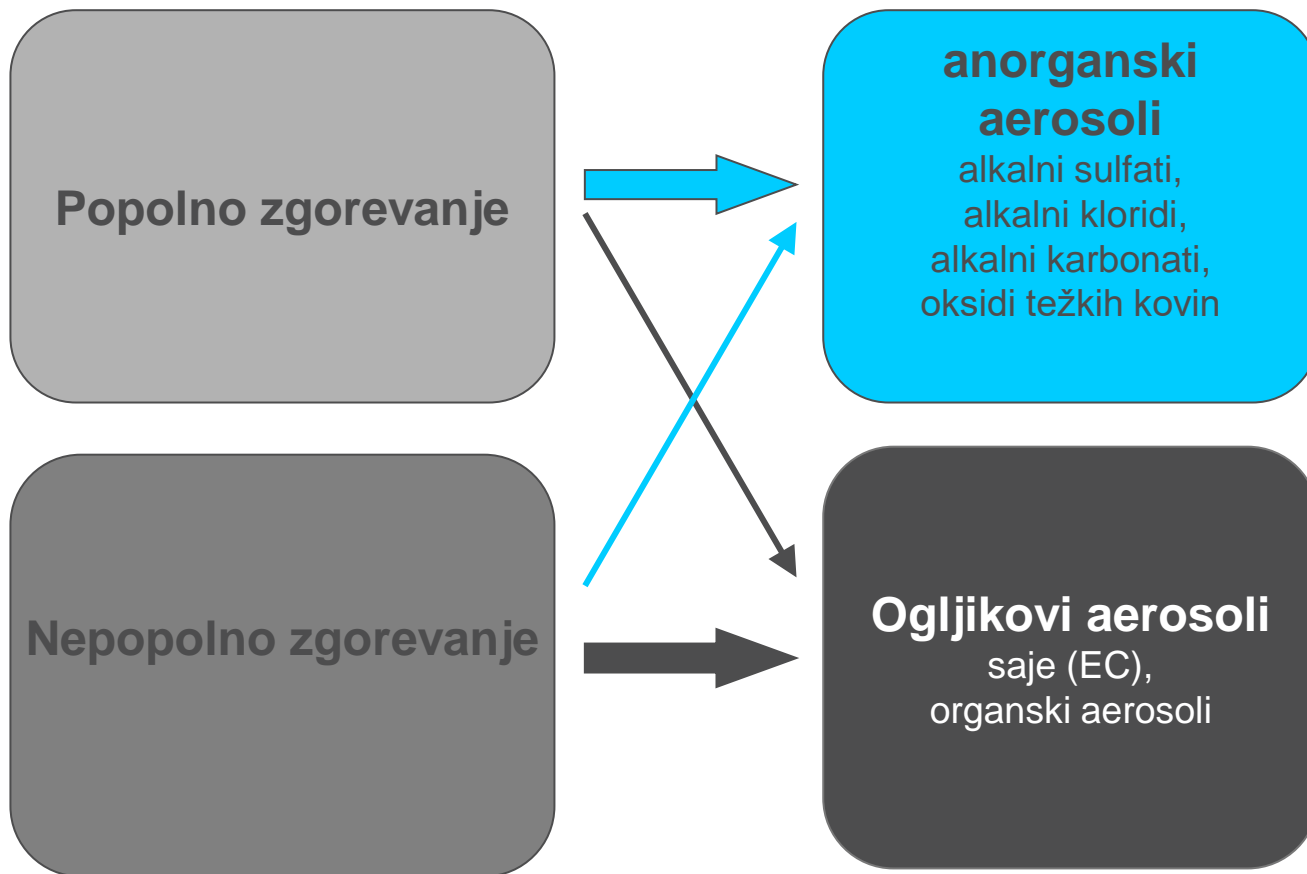 Popolno zgorevanje
anorganski
aerosoli
alkalni sulfati,
alkalni kloridi,
alkalni karbonati,
oksidi težkih kovin
Nepopolno zgorevanje
Ogljikovi aerosoli
saje (EC),
organski aerosoli